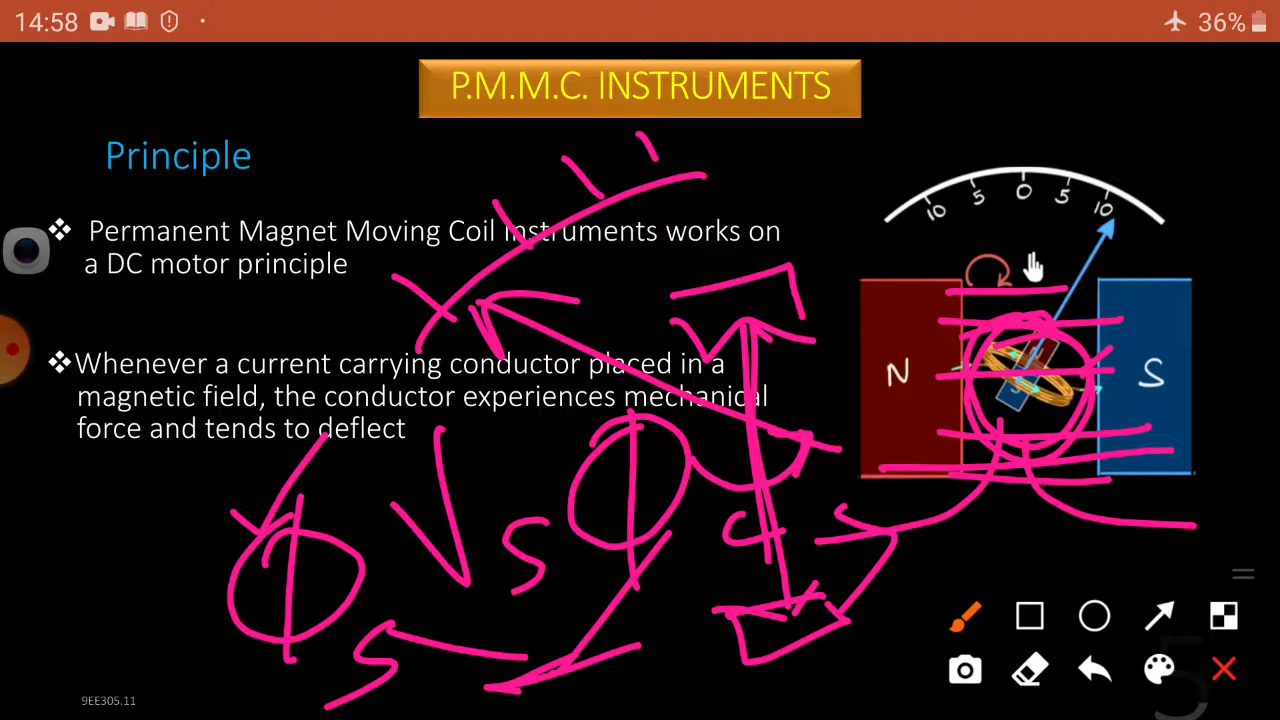 14:58
36%
P.M.M.C. INSTRUMENTS
Principle
❖ Permanent Magnet Moving Coil Instruments works on
a DC motor principle
❖ Whenever a current carrying conductor placed in a
magnetic field, the conductor experiences mechanical
force and tends to deflect
10 5 0 5 10
N S
9EE305.11